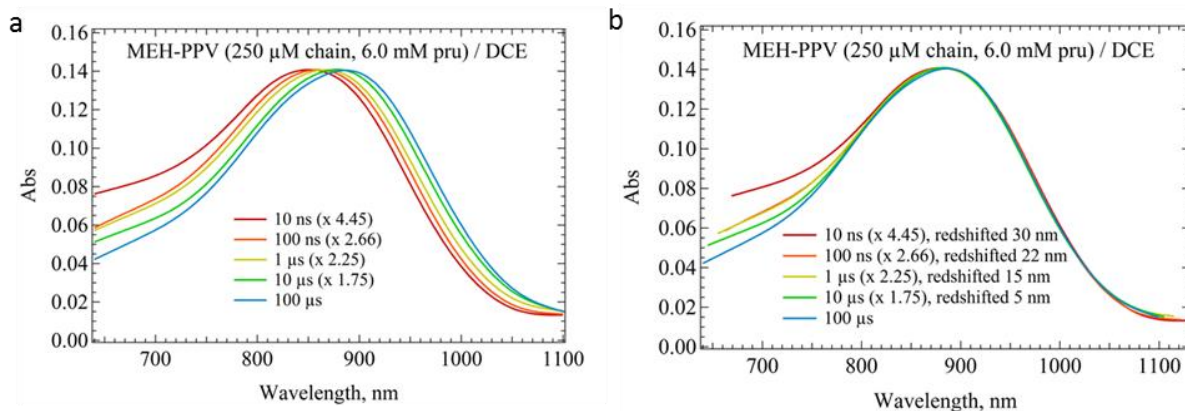 a
MEH-PPV (250 µM chain, 6.0 mM pru) / DCE
0.16
0.14
0.12
0.10
0.08
0.06
0.04
0.02
0.00
Abs
10 ns (x 4.45)
100 ns (x 2.66)
1 µs (x 2.25)
10 µs (x 1.75)
100 µs
700 800 900 1000 1100
Wavelength, nm
b
MEH-PPV (250 µM chain, 6.0 mM pru) / DCE
0.16
0.14
0.12
0.10
0.08
0.06
0.04
0.02
0.00
Abs
10 ns (x 4.45), redshifted 30 nm
100 ns (x 2.66), redshifted 22 nm
1 µs (x 2.25), redshifted 15 nm
10 µs (x 1.75), redshifted 5 nm
100 µs
700 800 900 1000 1100
Wavelength, nm